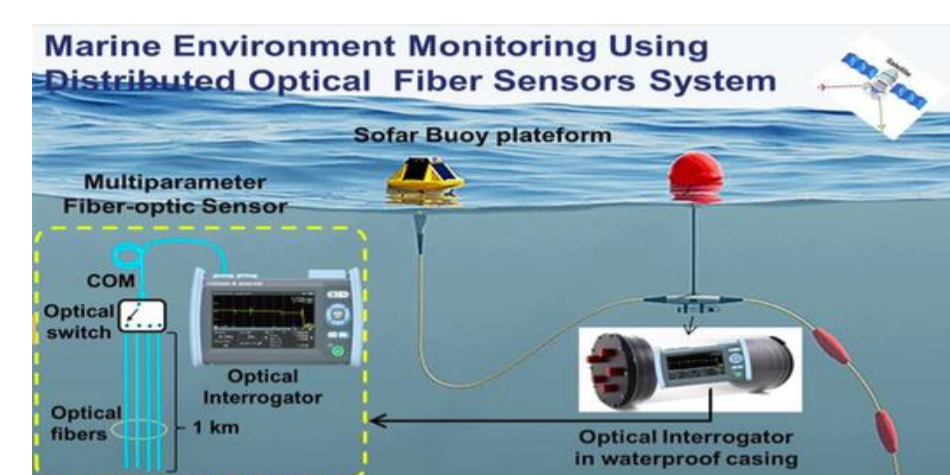 Marine Environment Monitoring Using
Distributed Optical Fiber Sensors System
Satellite
Sofar Buoy plateform
Multiparameter
Fiber-optic Sensor
COM
Optical
switch
Optical
Interrogator
Optical
fibers
1 km
Optical Interrogator
in waterproof casing